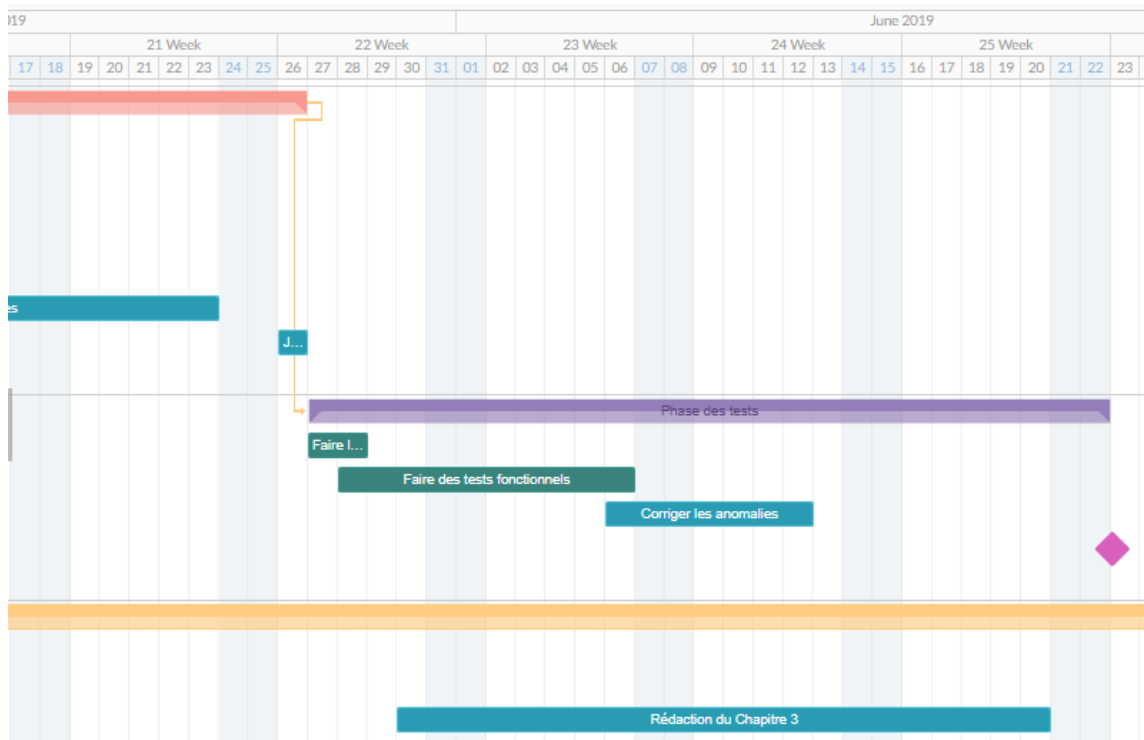 019
June 2019
21 Week
22 Week
23 Week
24 Week
25 Week
17 18 19 20 21 22 23 24 25 26 27 28 29 30 31 01 02 03 04 05 06 07 08 09 10 11 12 13 14 15 16 17 18 19 20 21 22 23
es
J...
Phase des tests
Faire l...
Faire des tests fonctionnels
Corriger les anomalies
Rédaction du Chapitre 3